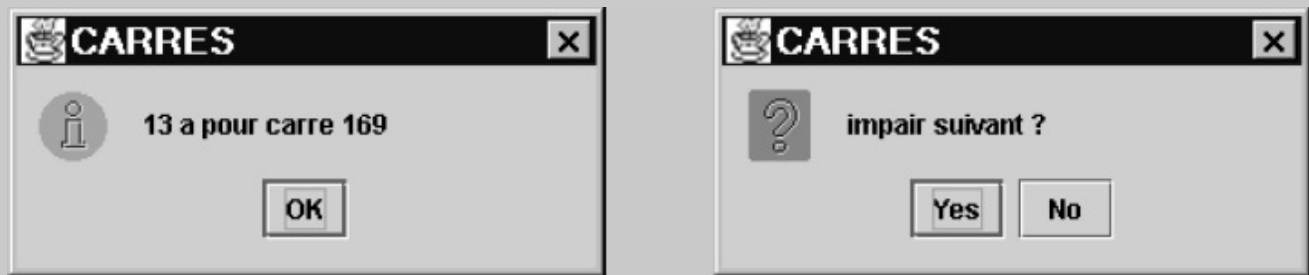 CARRES
13 a pour carre 169
OK
CARRES
impair suivant ?
Yes No